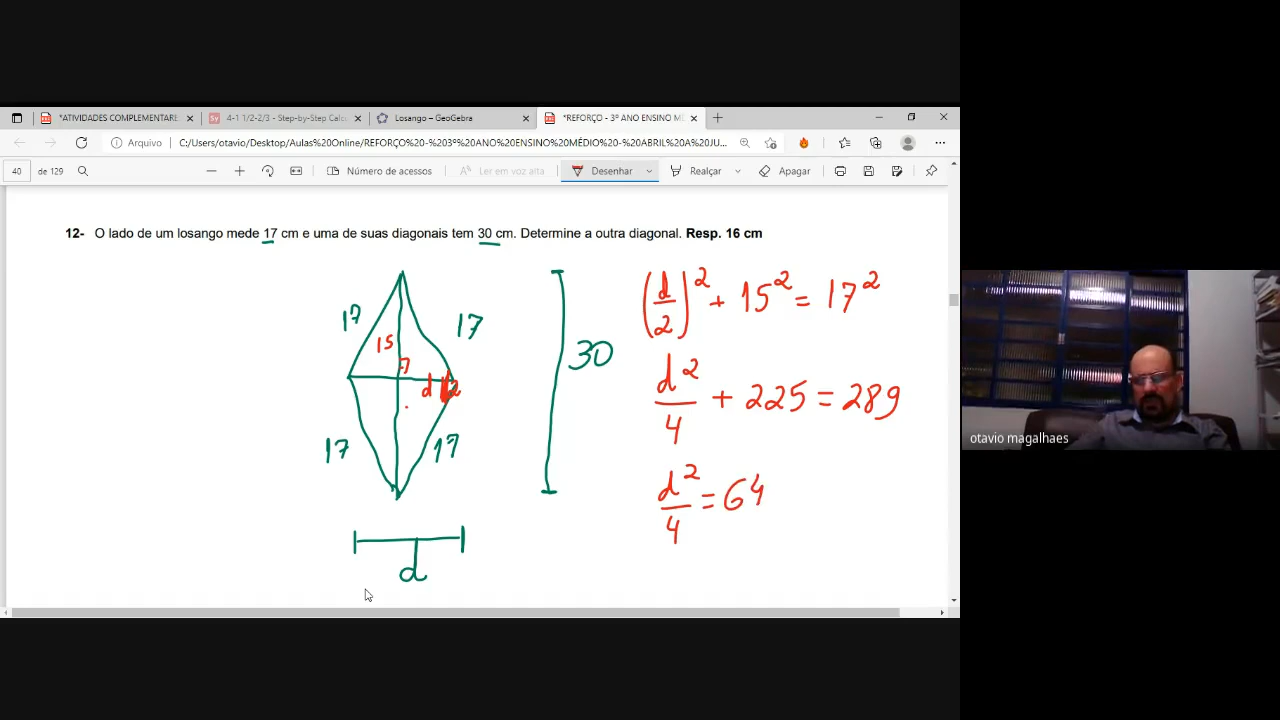 *ATIVIDADES COMPLEMENTARE
4-1 1/2-2/3 - Step-by-Step Calc
Losango – GeoGebra
*REFORÇO - 3º ANO ENSINO MÉ
Arquivo
C:/Users/otavio/Desktop/Aulas%20Online/REFORÇO%20-%203º%20ANO%20ENSINO%20MÉDIO%20-%20ABRIL%20A%20JU...
40 de 129
Número de acessos
Ler em voz alta
Desenhar
Realçar
Apagar
12- O lado de um losango mede 17 cm e uma de suas diagonais tem 30 cm. Determine a outra diagonal. Resp. 16 cm
17
17
15
30
d 2
17
17
d
(d/2)² + 15² = 17²
d²/4 + 225 = 289
d²/4 = 64
otavio magalhaes